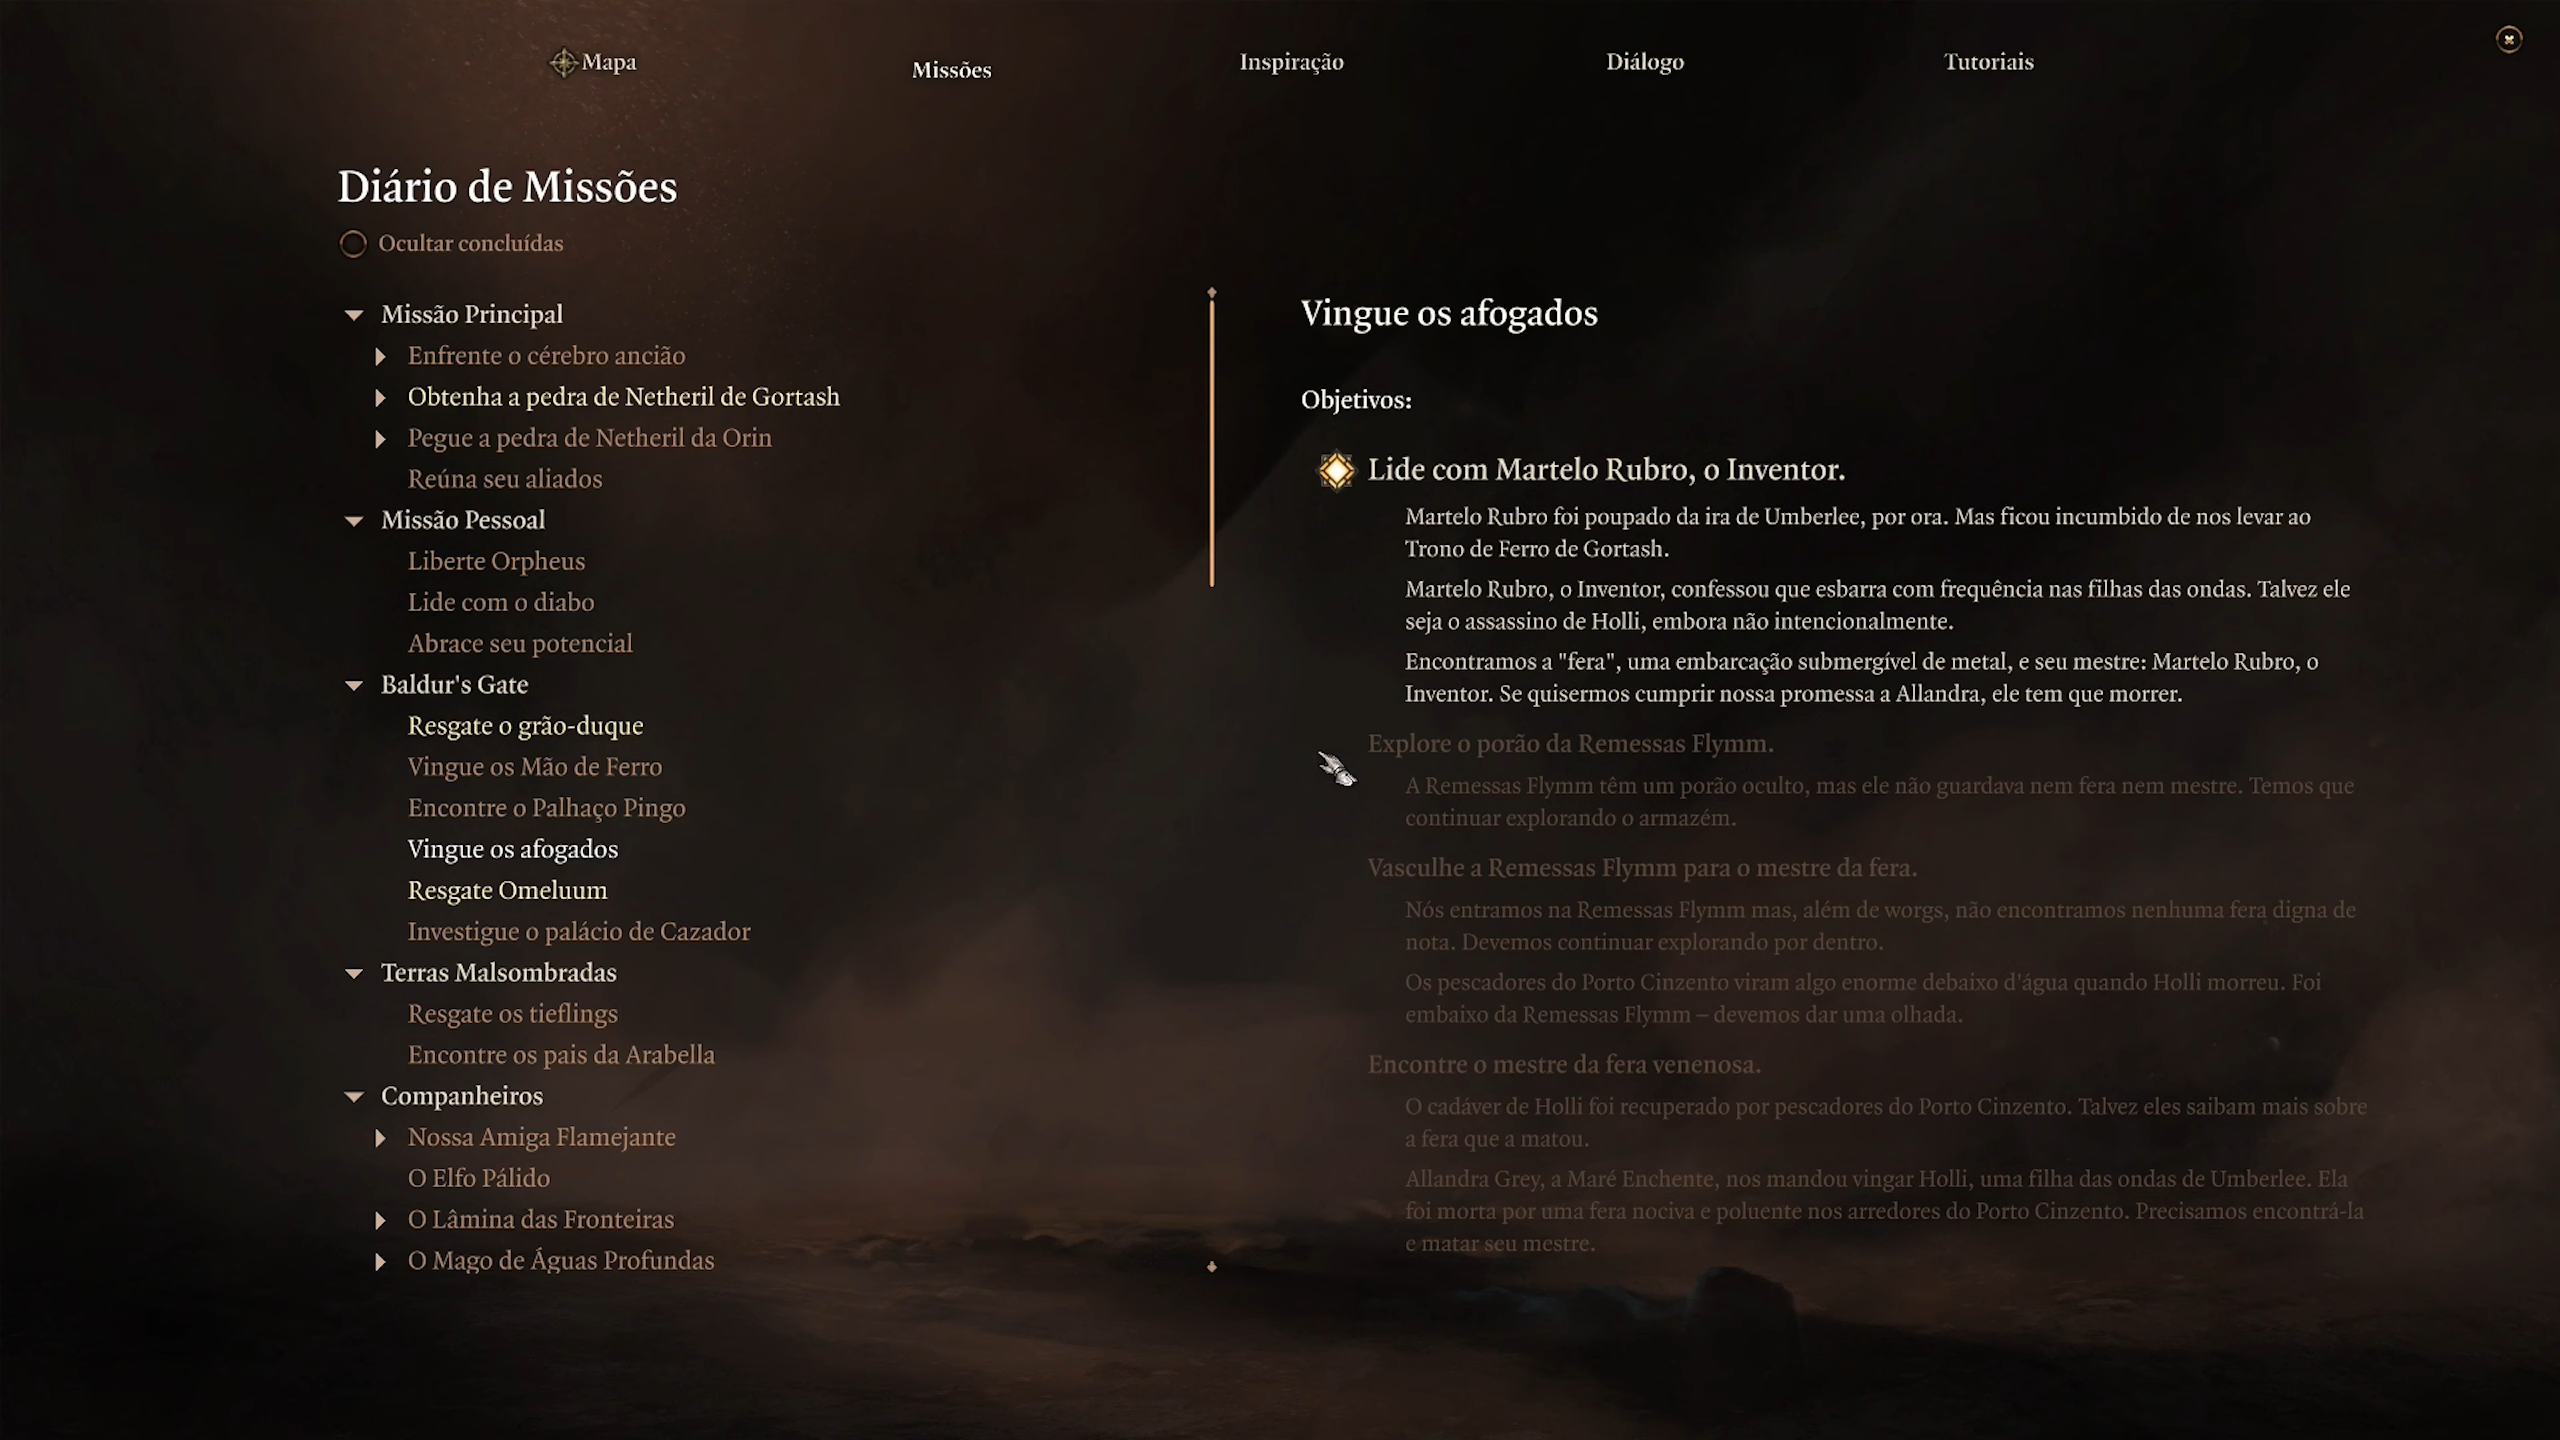 Mapa
Missões
Inspiração
Diálogo
Tutoriais
Diário de Missões
Ocultar concluídas
Missão Principal
Enfrente o cérebro ancião
Obtenha a pedra de Netheril de Gortash
Pegue a pedra de Netheril da Orin
Reúna seu aliados
Missão Pessoal
Liberte Orpheus
Lide com o diabo
Abrace seu potencial
Baldur's Gate
Resgate o grão-duque
Vingue os Mão de Ferro
Encontre o Palhaço Pingo
Vingue os afogados
Resgate Omeluum
Investigue o palácio de Cazador
Terras Malsombradas
Resgate os tieflings
Encontre os pais da Arabella
Companheiros
Nossa Amiga Flamejante
O Elfo Pálido
O Lâmina das Fronteiras
O Mago de Águas Profundas
Vingue os afogados
Objetivos:
Lide com Martelo Rubro, o Inventor.
Martelo Rubro foi poupado da ira de Umberlee, por ora. Mas ficou incumbido de nos levar ao
Trono de Ferro de Gortash.
Martelo Rubro, o Inventor, confessou que esbarra com frequência nas filhas das ondas. Talvez ele
seja o assassino de Holli, embora não intencionalmente.
Encontramos a "fera", uma embarcação submergível de metal, e seu mestre: Martelo Rubro, o
Inventor. Se quisermos cumprir nossa promessa a Allandra, ele tem que morrer.
Explore o porão da Remessas Flymm.
A Remessas Flymm têm um porão oculto, mas ele não guardava nem fera nem mestre. Temos que
continuar explorando o armazém.
Vasculhe a Remessas Flymm para o mestre da fera.
Nós entramos na Remessas Flymm mas, além de worgs, não encontramos nenhuma fera digna de
nota. Devemos continuar explorando por dentro.
Os pescadores do Porto Cinzento viram algo enorme debaixo d'água quando Holli morreu. Foi
embaixo da Remessas Flymm – devemos dar uma olhada.
Encontre o mestre da fera venenosa.
O cadáver de Holli foi recuperado por pescadores do Porto Cinzento. Talvez eles saibam mais sobre
a fera que a matou.
Allandra Grey, a Maré Enchente, nos mandou vingar Holli, uma filha das ondas de Umberlee. Ela
foi morta por uma fera nociva e poluente nos arredores do Porto Cinzento. Precisamos encontrá-la
e matar seu mestre.